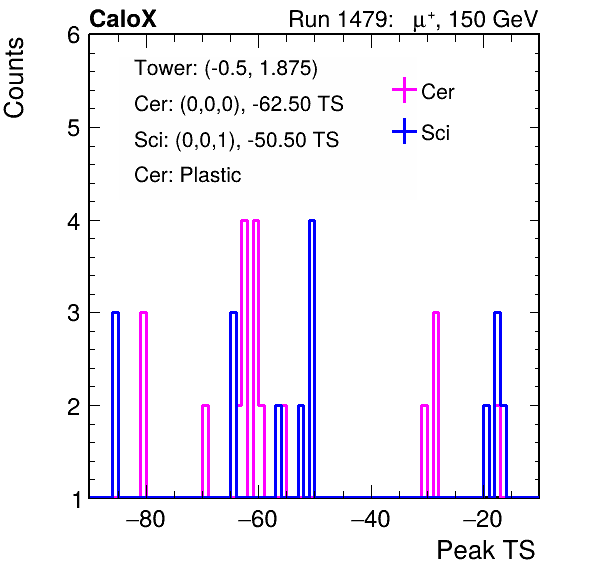 CaloX
Run 1479: μ⁺, 150 GeV
Counts
6
5
4
3
2
1
Tower: (-0.5, 1.875)
Cer: (0,0,0), -62.50 TS
Sci: (0,0,1), -50.50 TS
Cer: Plastic
Cer
Sci
−80
−60
−40
−20
Peak TS